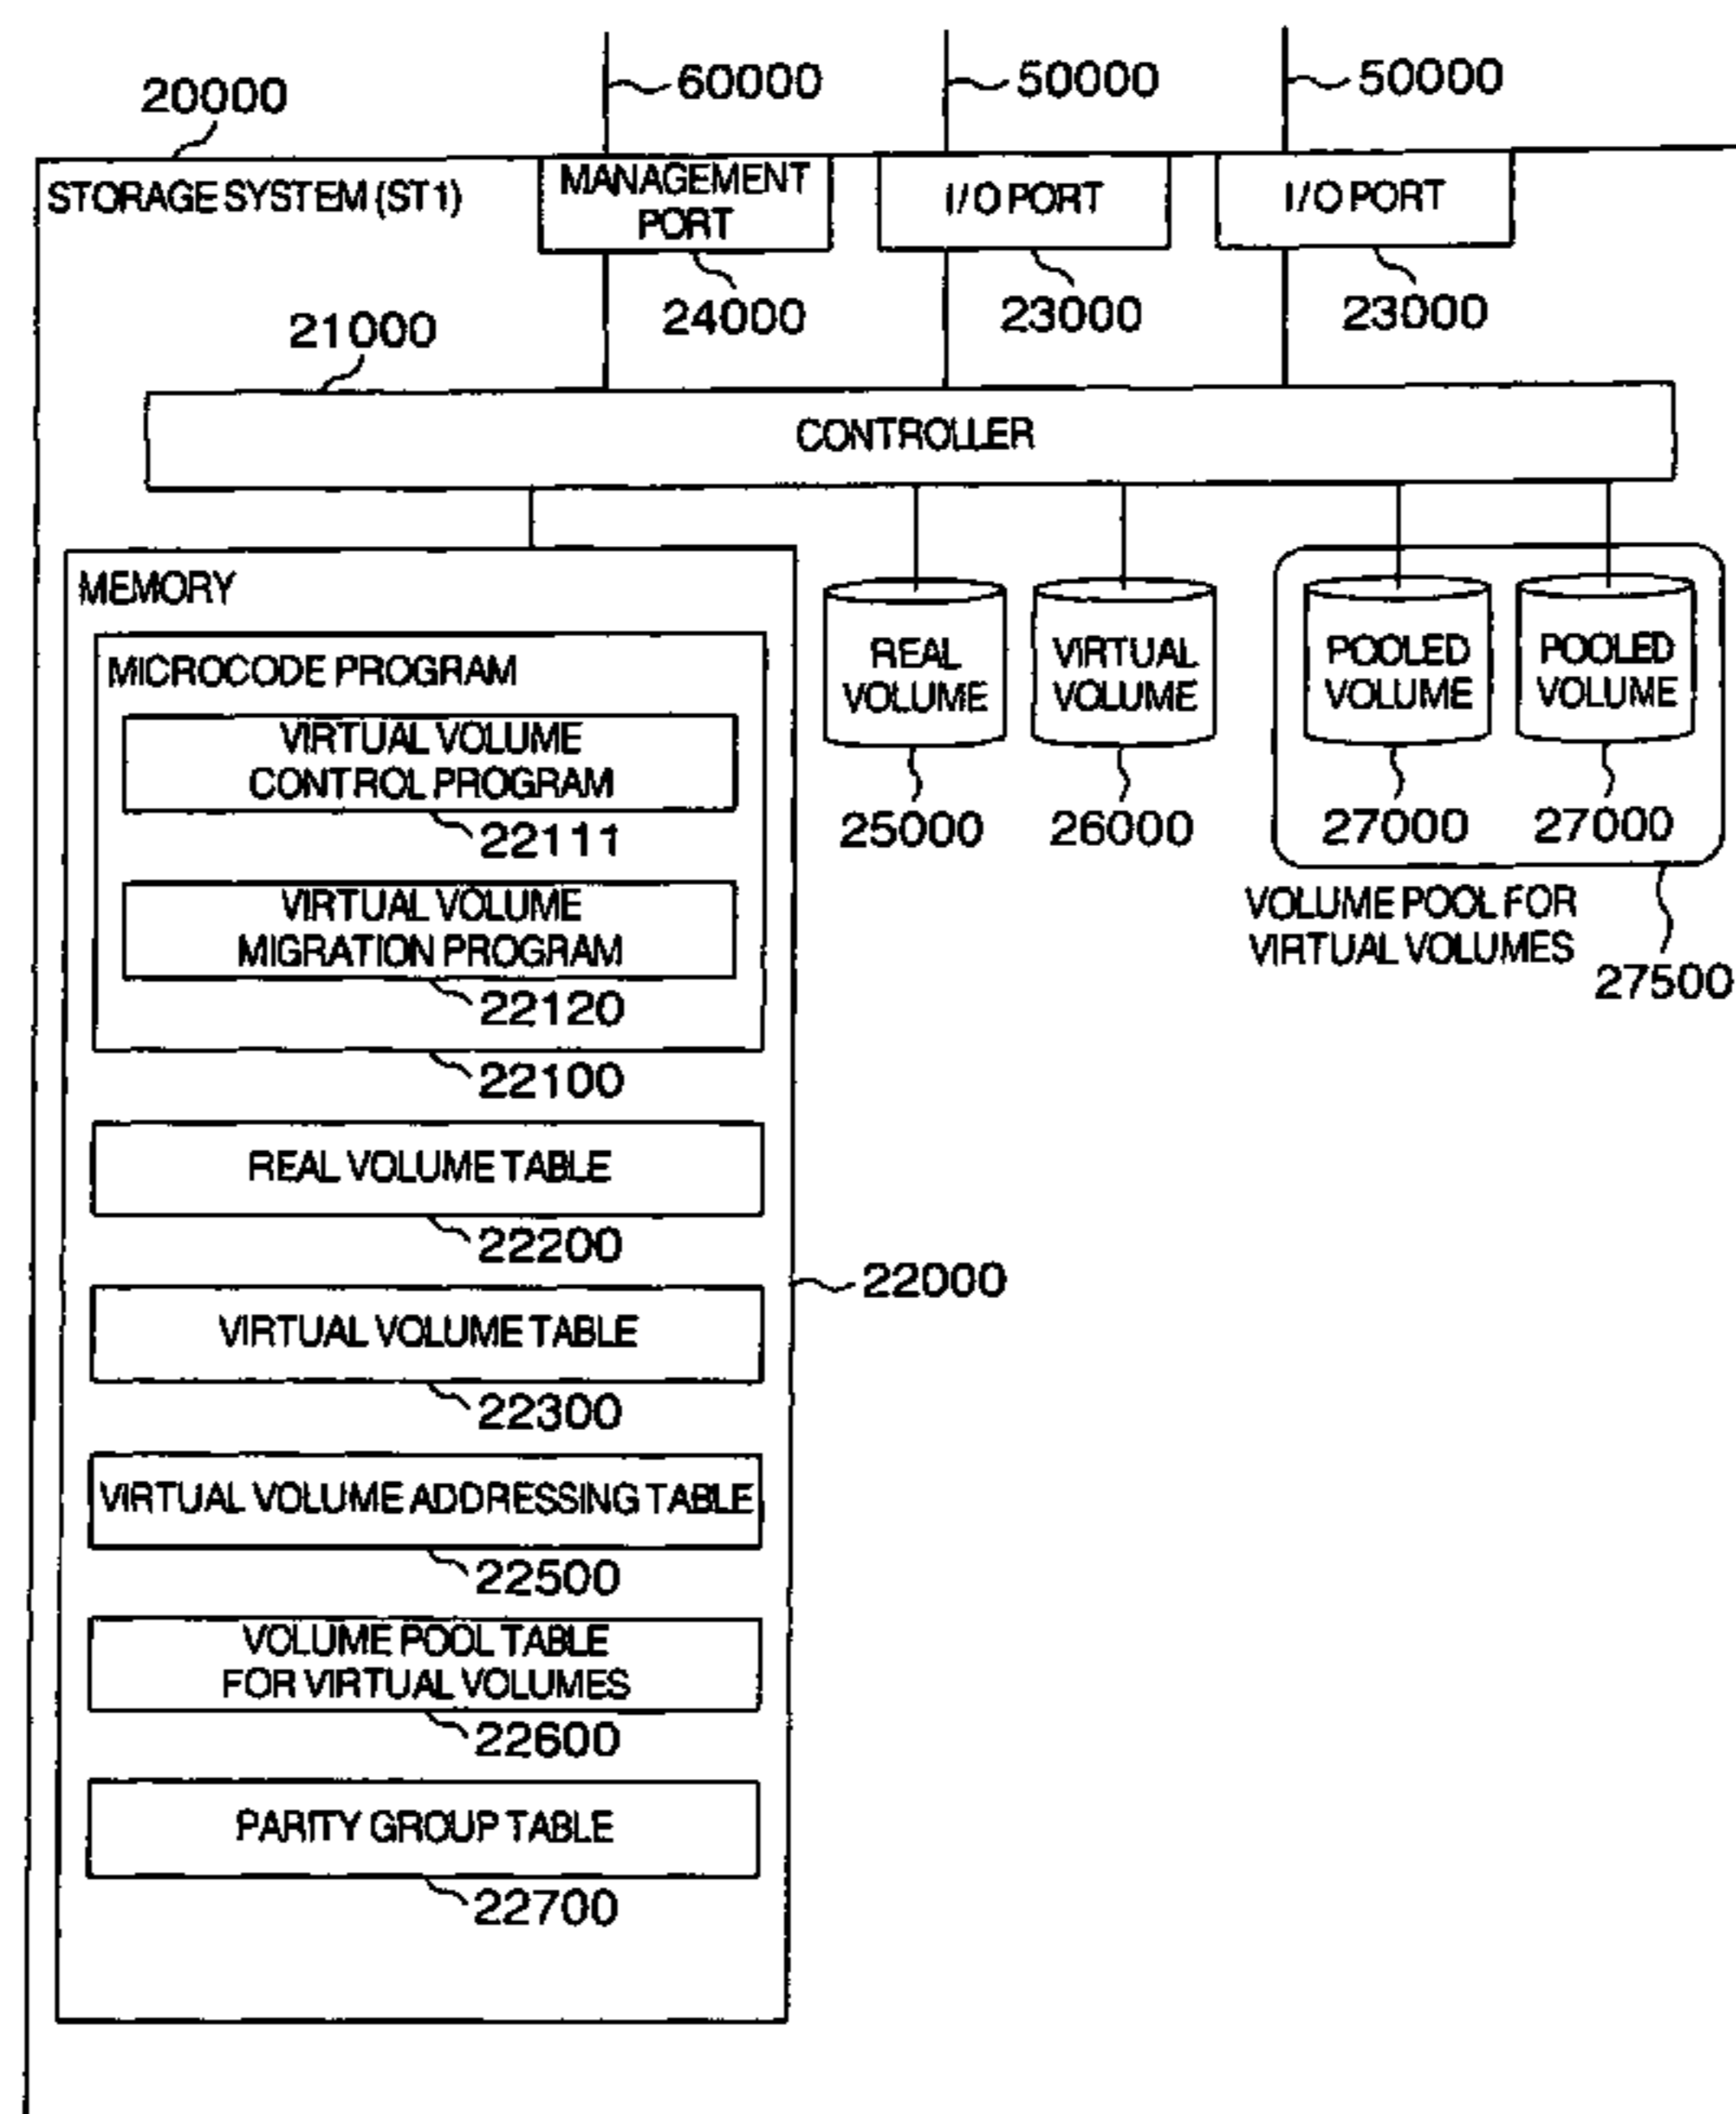 60000
50000
50000
20000
STORAGE SYSTEM (ST1)
MANAGEMENT
PORT
I/O PORT
I/O PORT
24000
23000
23000
21000
CONTROLLER
MEMORY
MICROCODE PROGRAM
VIRTUAL VOLUME
CONTROL PROGRAM
22111
VIRTUAL VOLUME
MIGRATION PROGRAM
22120
22100
REAL VOLUME TABLE
22200
VIRTUAL VOLUME TABLE
22300
VIRTUAL VOLUME ADDRESSING TABLE
22500
VOLUME POOL TABLE
FOR VIRTUAL VOLUMES
22600
PARITY GROUP TABLE
22700
22000
REAL
VOLUME
25000
VIRTUAL
VOLUME
26000
POOLED
VOLUME
27000
POOLED
VOLUME
27000
VOLUME POOL FOR
VIRTUAL VOLUMES
27500